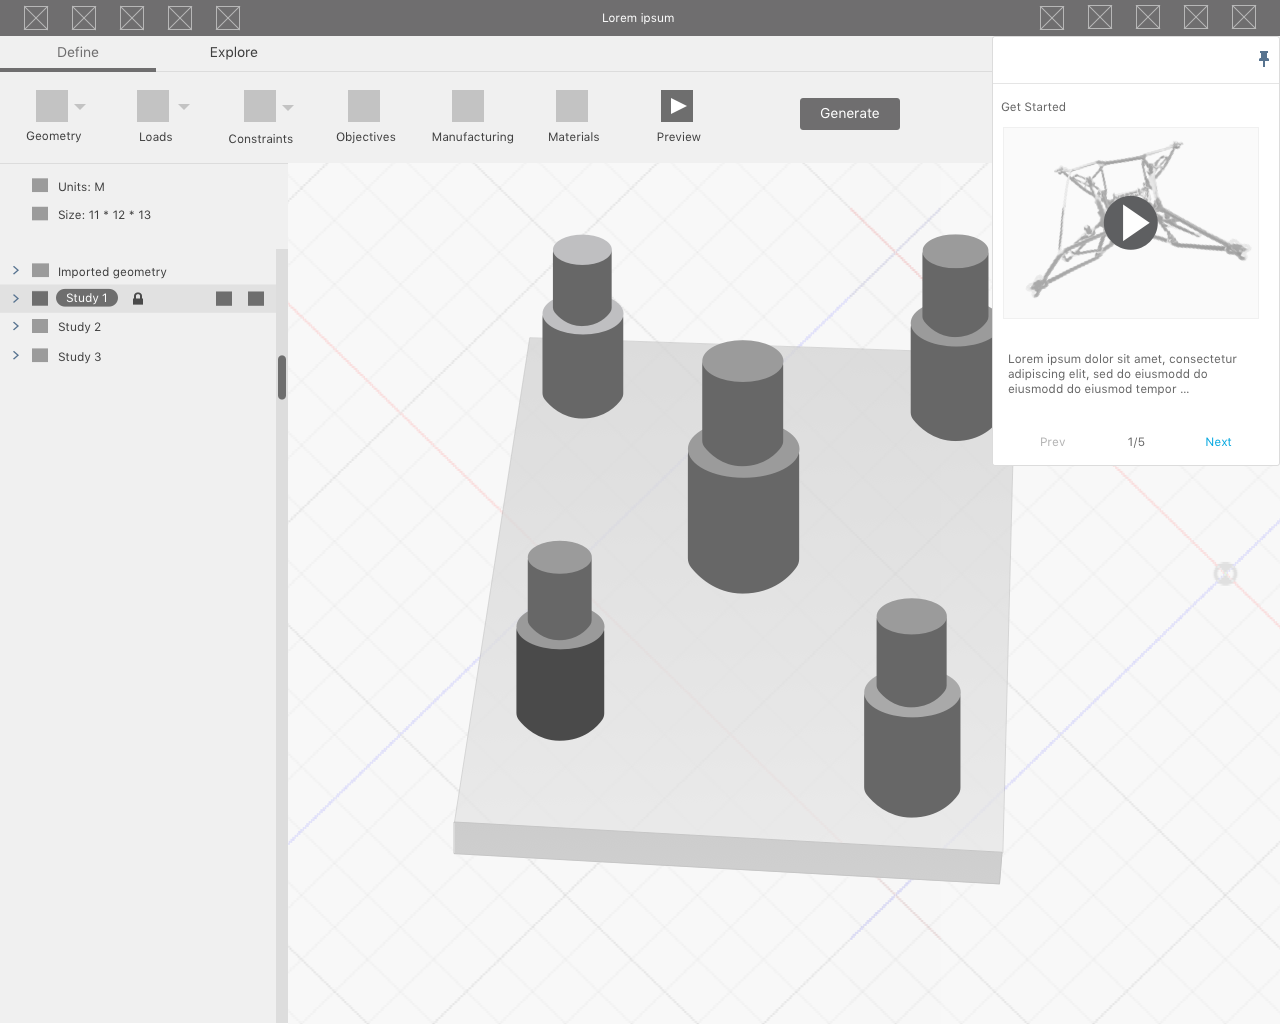 Lorem ipsum
Define
Explore
Geometry
Loads
Constraints
Objectives
Manufacturing
Materials
Preview
Generate
Get Started
Units: M
Size: 11 * 12 * 13
Imported geometry
Study 1
Study 2
Study 3
Lorem ipsum dolor sit amet, consectetur
adipiscing elit, sed do eiusmodd do
eiusmodd do eiusmod tempor ...
Prev
1/5
Next